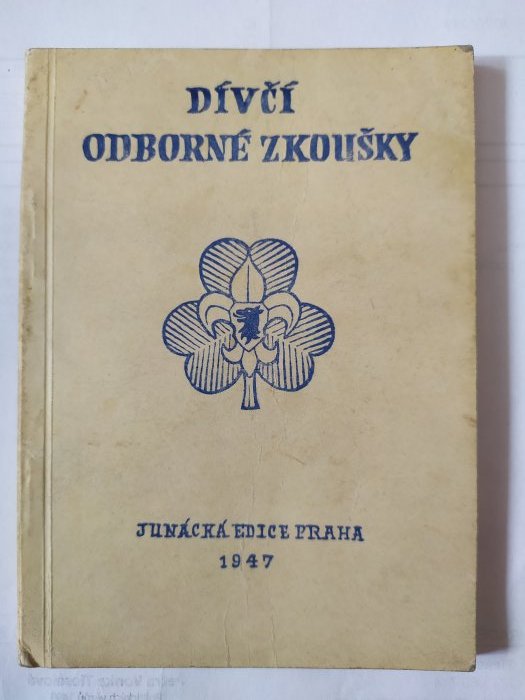 DÍVČÍ
ODBORNÉ ZKOUŠKY
JUNÁCKÁ EDICE PRAHA
1947